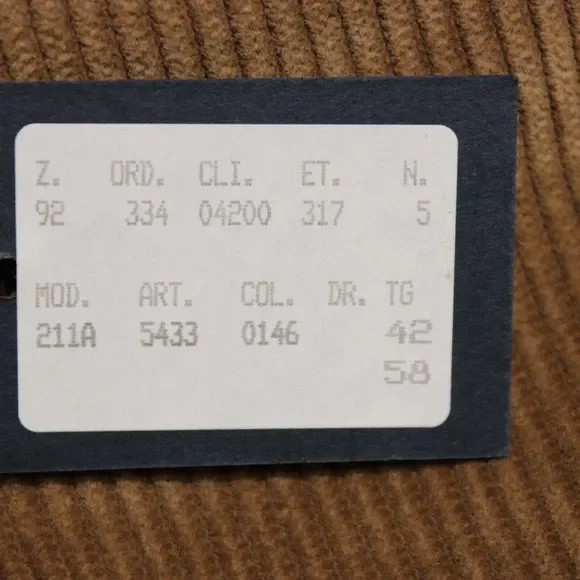 Z. ORD. CLI. ET. N.
92 334 04200 317 5
MOD. ART. COL. DR. TG
211A 5433 0146 42
58